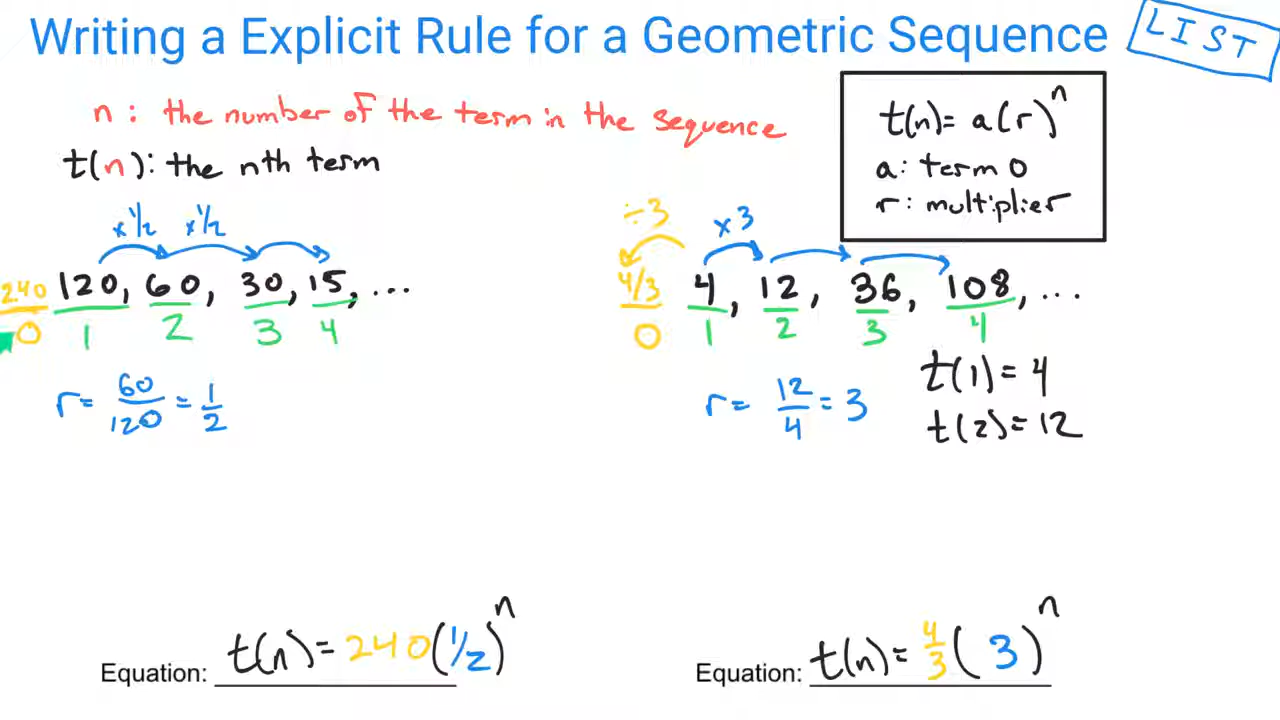 Writing a Explicit Rule for a Geometric Sequence
LIST
n: the number of the term in the sequence
t(n): the nth term
t(n) = a(r)^n
a: term 0
r: multiplier
x 1/2 x 1/2
240 120, 60, 30, 15, ...
0 1 2 3 4
r = 60/120 = 1/2
÷3 x3
4/3 4, 12, 36, 108, ...
0 1 2 3 4
r = 12/4 = 3
t(1) = 4
t(2) = 12
Equation: t(n) = 240(1/2)^n
Equation: t(n) = 4/3(3)^n